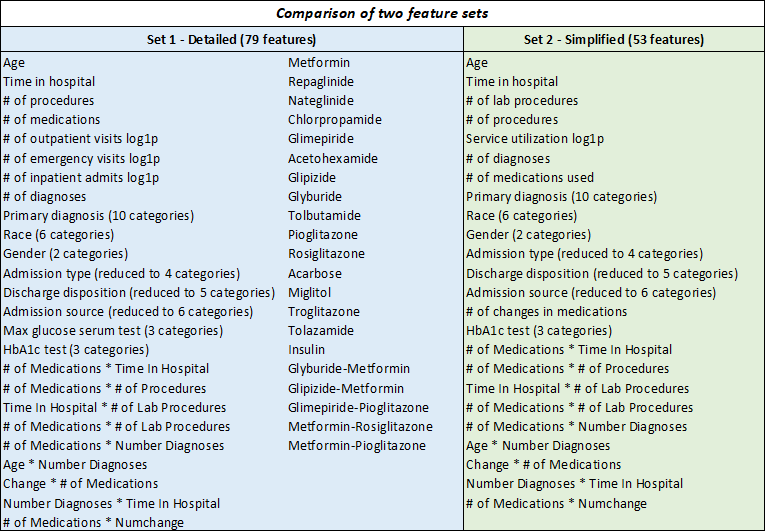 Comparison of two feature sets
Set 1 - Detailed (79 features)
Age
Time in hospital
# of procedures
# of medications
# of outpatient visits log1p
# of emergency visits log1p
# of inpatient admits log1p
# of diagnoses
Primary diagnosis (10 categories)
Race (6 categories)
Gender (2 categories)
Admission type (reduced to 4 categories)
Discharge disposition (reduced to 5 categories)
Admission source (reduced to 6 categories)
Max glucose serum test (3 categories)
HbA1c test (3 categories)
# of Medications * Time In Hospital
# of Medications * # of Procedures
Time In Hospital * # of Lab Procedures
# of Medications * # of Lab Procedures
# of Medications * Number Diagnoses
Age * Number Diagnoses
Change * # of Medications
Number Diagnoses * Time In Hospital
# of Medications * Numchange
Metformin
Repaglinide
Nateglinide
Chlorpropamide
Glimepiride
Acetohexamide
Glipizide
Glyburide
Tolbutamide
Pioglitazone
Rosiglitazone
Acarbose
Miglitol
Troglitazone
Tolazamide
Insulin
Glyburide-Metformin
Glipizide-Metformin
Glimepiride-Pioglitazone
Metformin-Rosiglitazone
Metformin-Pioglitazone
Set 2 - Simplified (53 features)
Age
Time in hospital
# of lab procedures
# of procedures
Service utilization log1p
# of diagnoses
# of medications used
Primary diagnosis (10 categories)
Race (6 categories)
Gender (2 categories)
Admission type (reduced to 4 categories)
Discharge disposition (reduced to 5 categories)
Admission source (reduced to 6 categories)
# of changes in medications
HbA1c test (3 categories)
# of Medications * Time In Hospital
# of Medications * # of Procedures
Time In Hospital * # of Lab Procedures
# of Medications * # of Lab Procedures
# of Medications * Number Diagnoses
Age * Number Diagnoses
Change * # of Medications
Number Diagnoses * Time In Hospital
# of Medications * Numchange